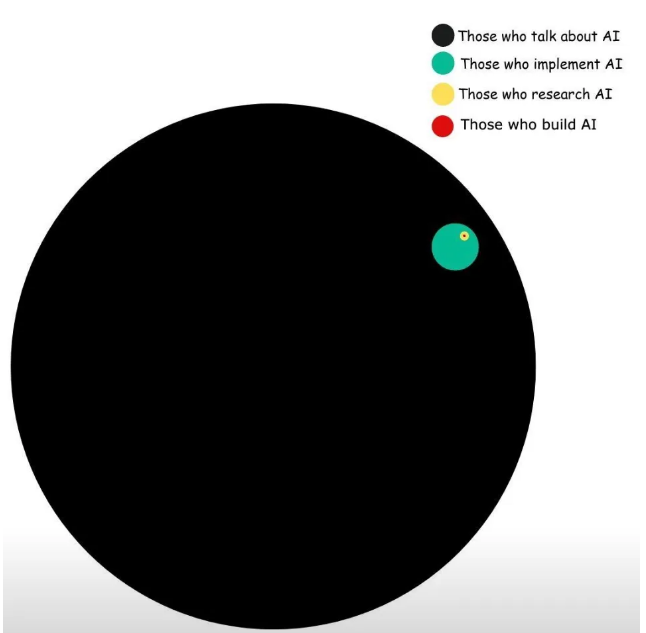 Those who talk about AI
Those who implement AI
Those who research AI
Those who build AI